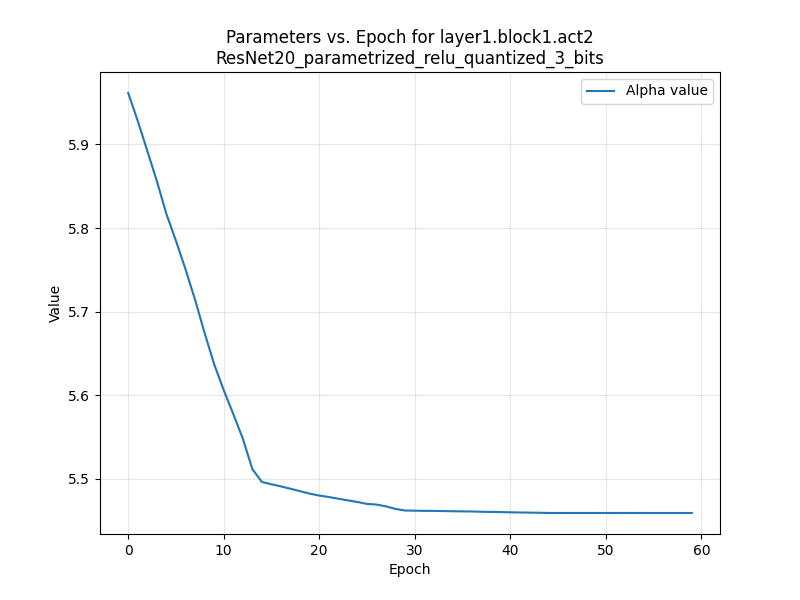 Parameters vs. Epoch for layer1.block1.act2
ResNet20_parametrized_relu_quantized_3_bits
Alpha value
5.9
5.8
5.7
5.6
5.5
Value
0 10 20 30 40 50 60
Epoch